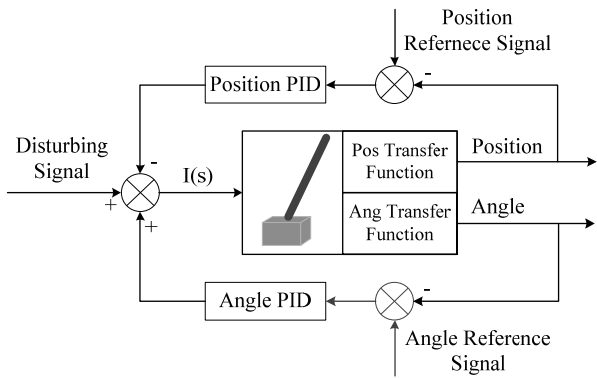 Position
Refernece Signal
-
Position PID
Disturbing
Signal
-
+
+
I(s)
Pos Transfer
Function
Position
Ang Transfer
Function
Angle
Angle PID
-
Angle Reference
Signal